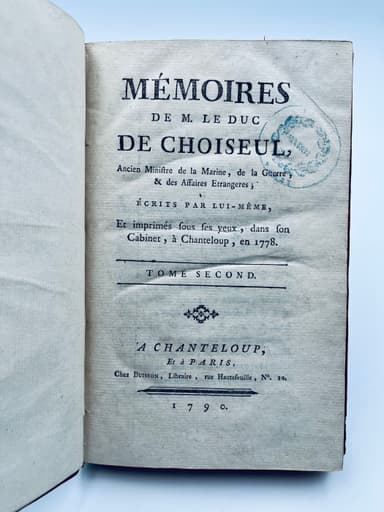 MÉMOIRES
DE M. LE DUC
DE CHOISEUL,
Ancien Ministre de la Marine, de la Guerre,
& des Affaires Etrangeres;
ÉCRITS PAR LUI-MÊME,
Et imprimés sous ses yeux, dans son
Cabinet, à Chanteloup, en 1778.
TOME SECOND.
A CHANTELOUP,
Et à PARIS,
Chez BUISSON, Libraire, rue Hautefeuille, N°. 20.
1790.